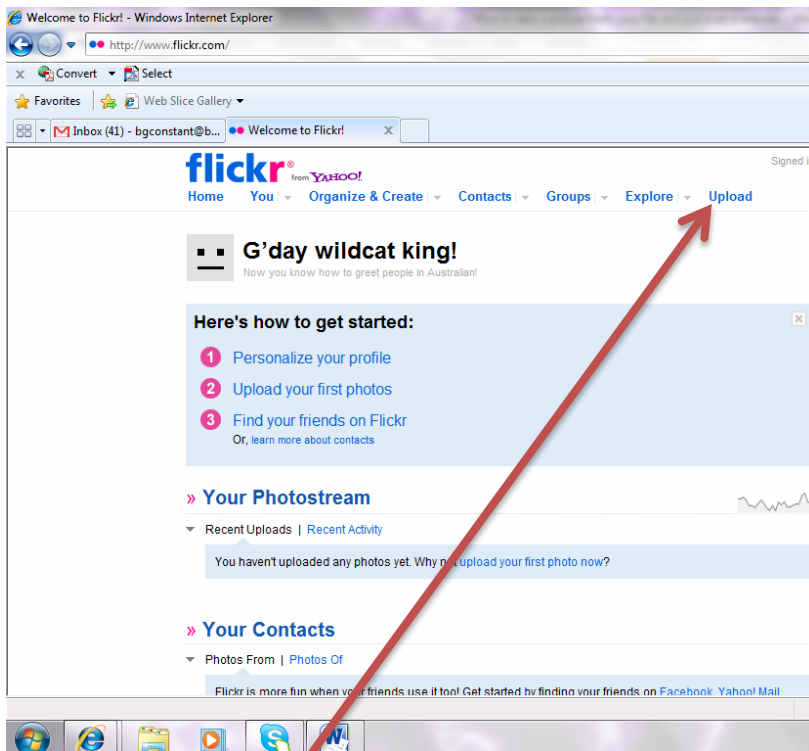 Welcome to Flickr! - Windows Internet Explorer
http://www.flickr.com/
x Convert Select
Favorites Web Slice Gallery
Inbox (41) - bgconstant@b... Welcome to Flickr! X
flickr® from YAHOO!
Signed i
Home You Organize & Create Contacts Groups Explore Upload
G'day wildcat king!
Now you know how to greet people in Australian!
Here's how to get started:
1 Personalize your profile
2 Upload your first photos
3 Find your friends on Flickr
Or, learn more about contacts
» Your Photostream
Recent Uploads | Recent Activity
You haven't uploaded any photos yet. Why not upload your first photo now?
» Your Contacts
Photos From | Photos Of
Flickr is more fun when your friends use it too! Get started by finding your friends on Facebook, Yahoo! Mail